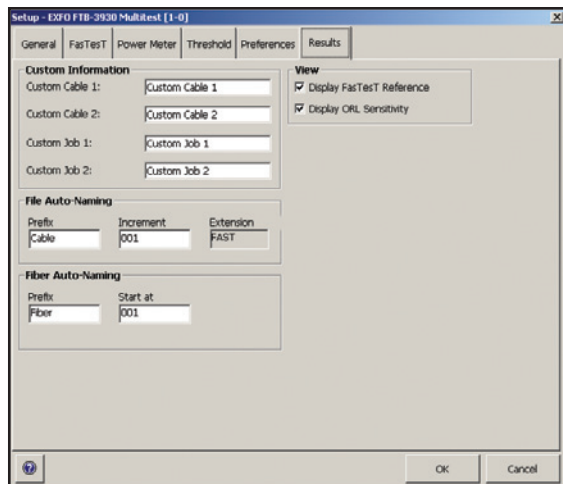 Setup - EXFO FTB-3930 Multitest [1-0]
General FasTesT Power Meter Threshold Preferences Results
Custom Information
Custom Cable 1: Custom Cable 1
Custom Cable 2: Custom Cable 2
Custom Job 1: Custom Job 1
Custom Job 2: Custom Job 2
View
Display FasTesT Reference
Display ORL Sensitivity
File Auto-Naming
Prefix Increment Extension
Cable 001 FAST
Fiber Auto-Naming
Prefix Start at
Fiber 001
OK Cancel